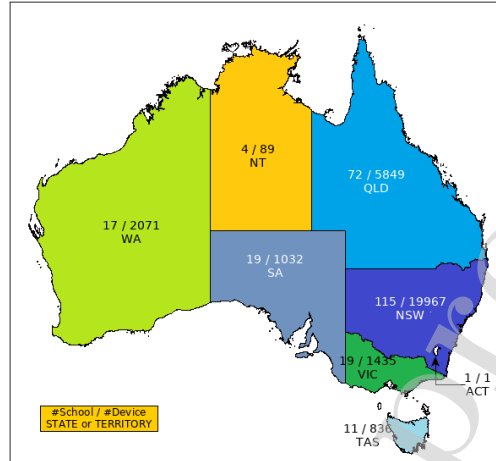 4 / 89
NT
72 / 5849
QLD
17 / 2071
WA
19 / 1032
SA
115 / 19967
NSW
19 / 1435
VIC
1 / 1
ACT
#School / #Device
STATE or TERRITORY
11 / 836
TAS